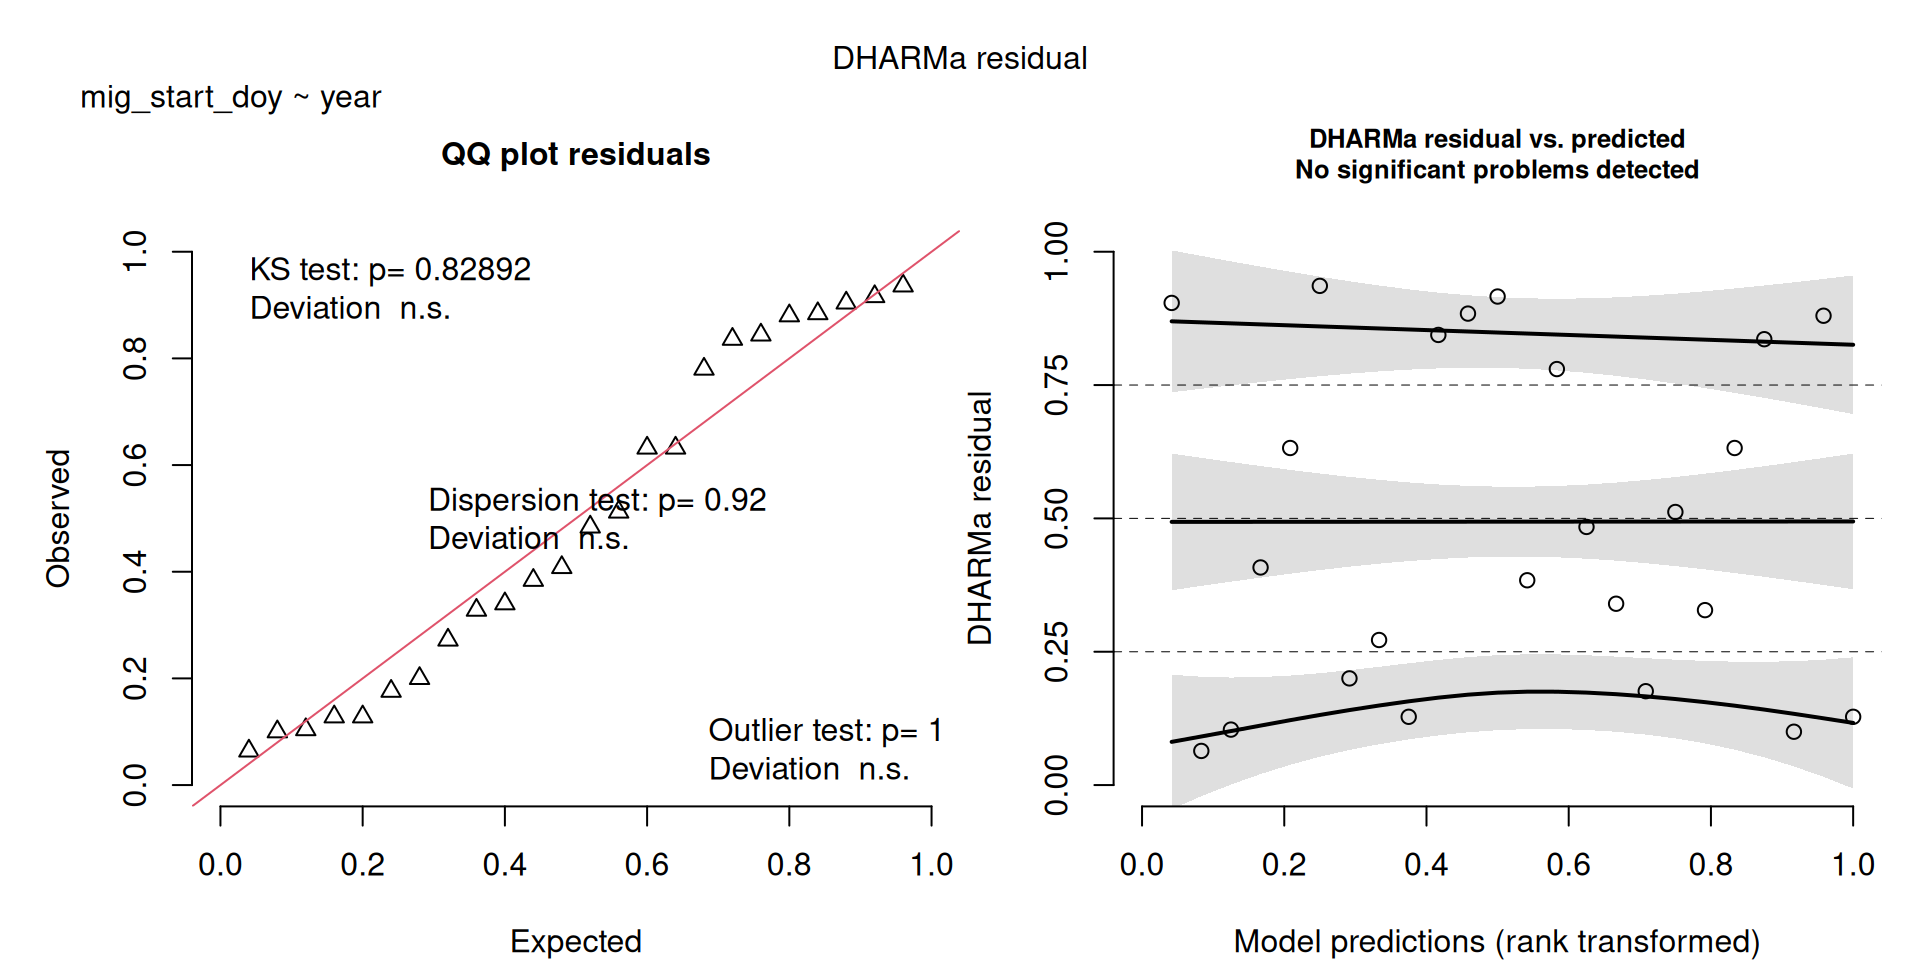 DHARMa residual
mig_start_doy ~ year
QQ plot residuals
KS test: p= 0.82892
Deviation  n.s.
Dispersion test: p= 0.92
Deviation  n.s.
Outlier test: p= 1
Deviation  n.s.
Observed
0.0 0.2 0.4 0.6 0.8 1.0
0.0 0.2 0.4 0.6 0.8 1.0
Expected
DHARMa residual vs. predicted
No significant problems detected
DHARMa residual
0.00 0.25 0.50 0.75 1.00
0.0 0.2 0.4 0.6 0.8 1.0
Model predictions (rank transformed)